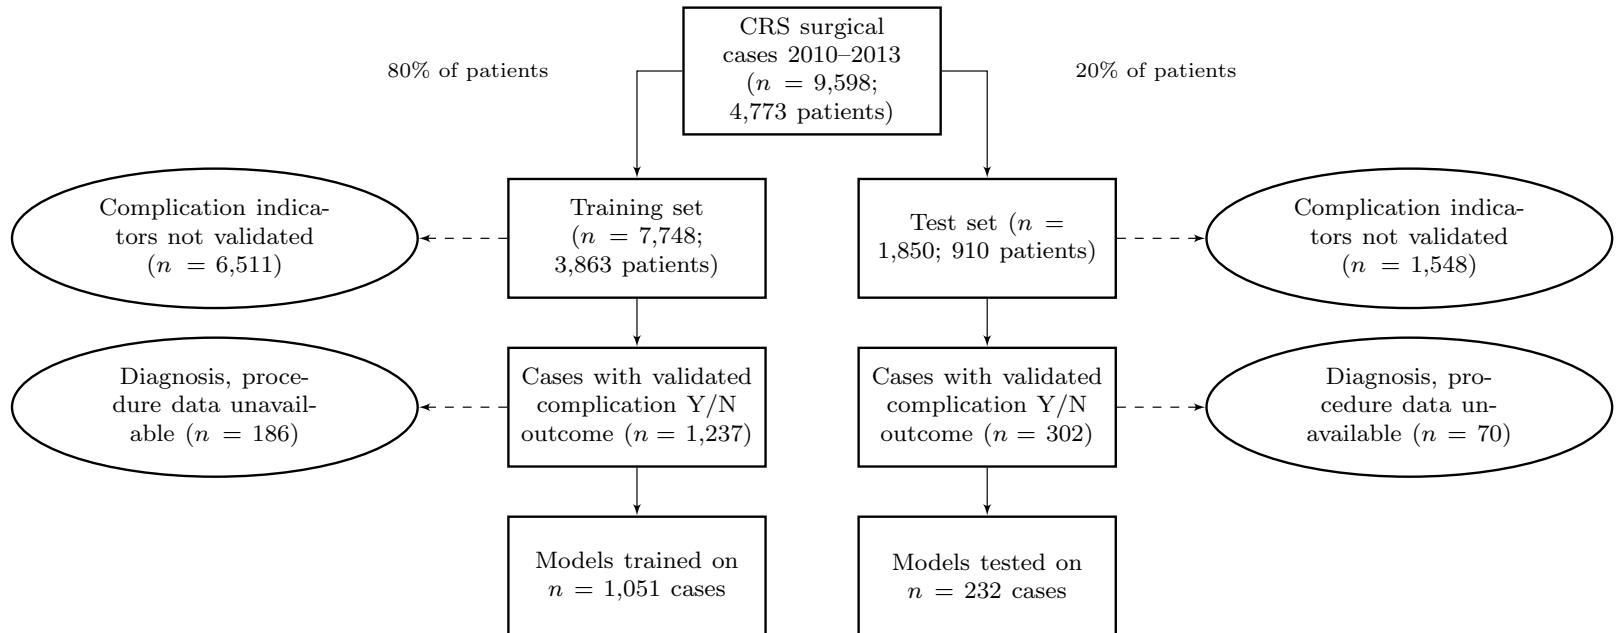 CRS surgical
cases 2010–2013
(n = 9,598;
4,773 patients)
80% of patients
20% of patients
Complication indica-
tors not validated
(n = 6,511)
Training set
(n = 7,748;
3,863 patients)
Test set (n =
1,850; 910 patients)
Complication indica-
tors not validated
(n = 1,548)
Diagnosis, proce-
dure data unavail-
able (n = 186)
Cases with validated
complication Y/N
outcome (n = 1,237)
Cases with validated
complication Y/N
outcome (n = 302)
Diagnosis, pro-
cedure data un-
available (n = 70)
Models trained on
n = 1,051 cases
Models tested on
n = 232 cases